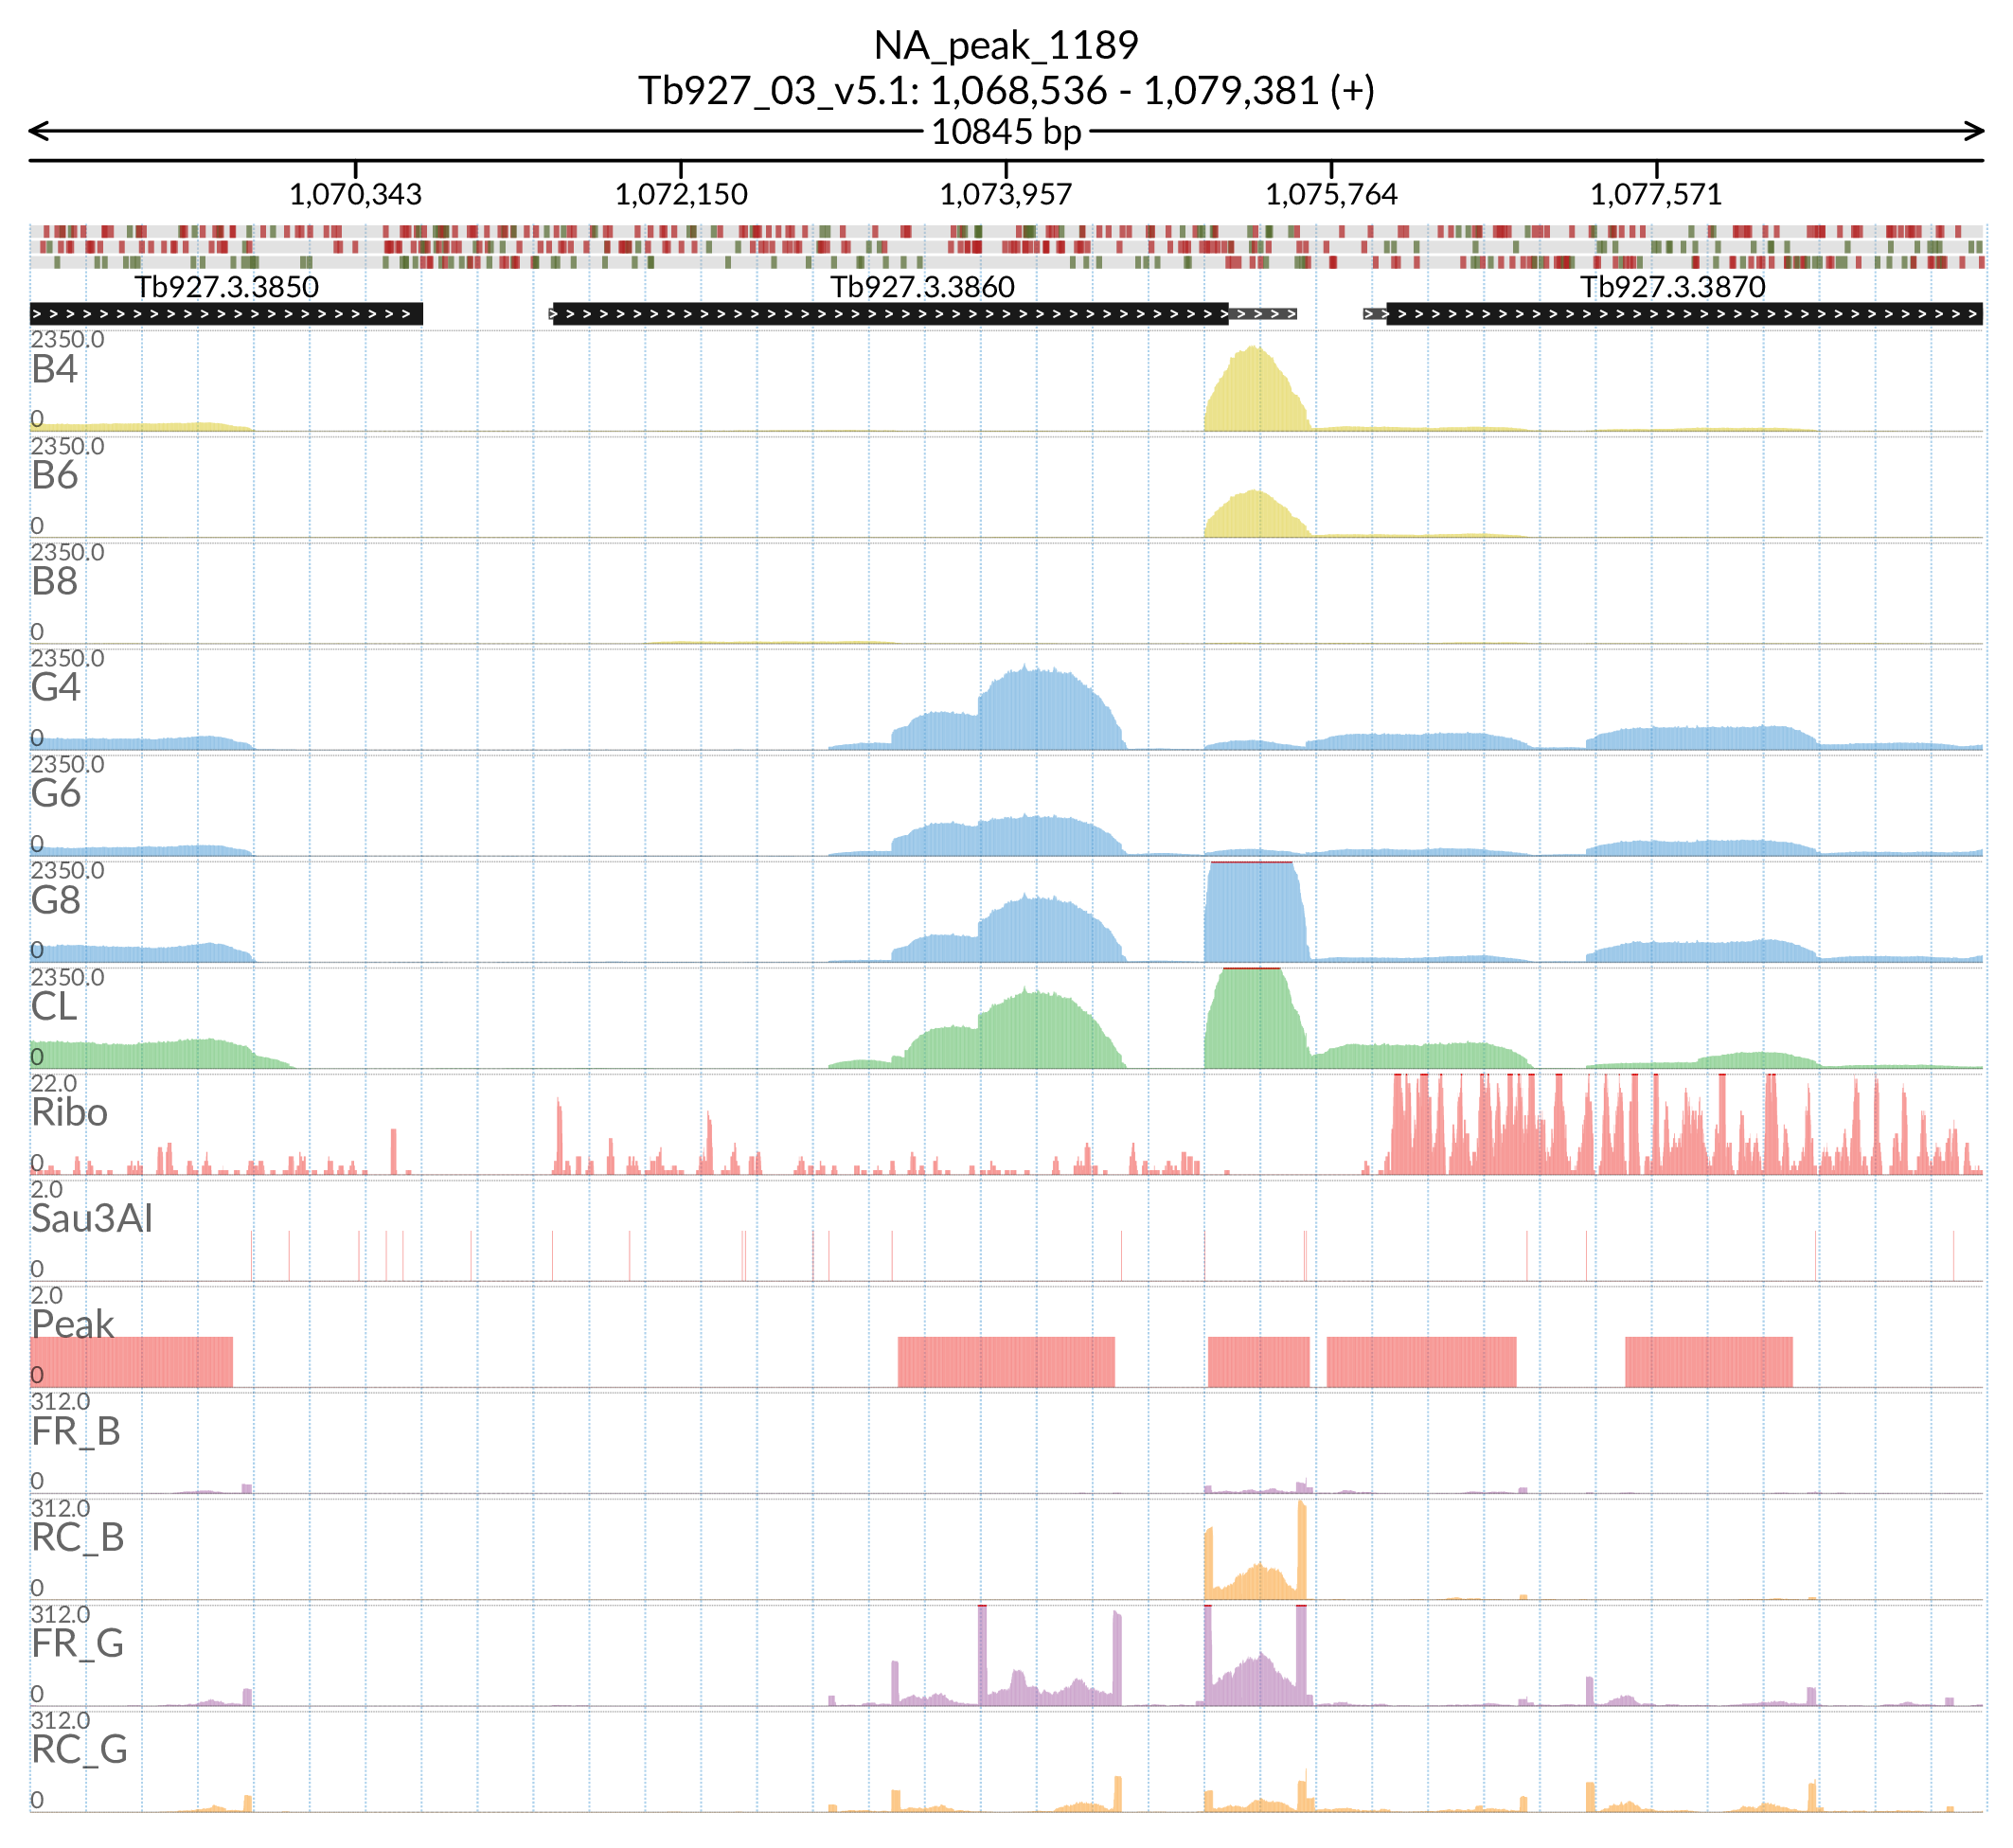 NA_peak_1189
Tb927_03_v5.1: 1,068,536 - 1,079,381 (+)
10845 bp
1,070,343 1,072,150 1,073,957 1,075,764 1,077,571
Tb927.3.3850 Tb927.3.3860 Tb927.3.3870
2350.0
B4
0
2350.0
B6
0
2350.0
B8
0
2350.0
G4
0
2350.0
G6
0
2350.0
G8
0
2350.0
CL
0
22.0
Ribo
0
2.0
Sau3AI
0
2.0
Peak
0
312.0
FR_B
0
312.0
RC_B
0
312.0
FR_G
0
312.0
RC_G
0